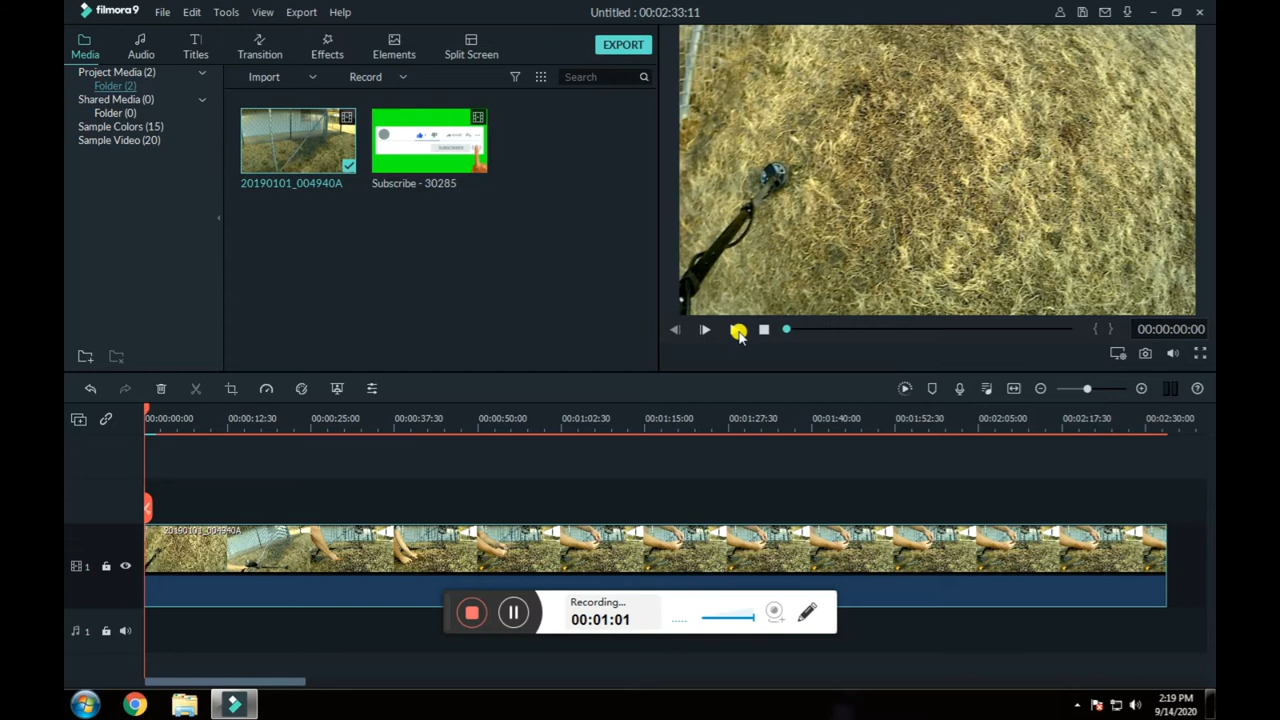 filmora9 File Edit Tools View Export Help Untitled : 00:02:33:11
Media Audio Titles Transition Effects Elements Split Screen EXPORT
Project Media (2)
Folder (2)
Shared Media (0)
Folder (0)
Sample Colors (15)
Sample Video (20)
Import Record Search
SUBSCRIBE
20190101_004940A Subscribe - 30285
00:00:00:00
00:00:00:00 00:00:12:30 00:00:25:00 00:00:37:30 00:00:50:00 00:01:02:30 00:01:15:00 00:01:27:30 00:01:40:00 00:01:52:30 00:02:05:00 00:02:17:30 00:02:30:00
20190101_004940A
1
1
Recording...
00:01:01
2:19 PM
9/14/2020